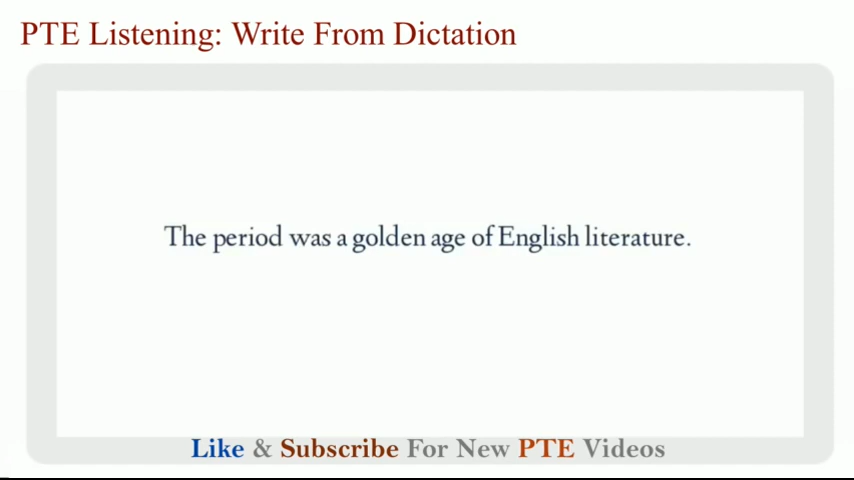 PTE Listening: Write From Dictation
The period was a golden age of English literature.
Like & Subscribe For New PTE Videos